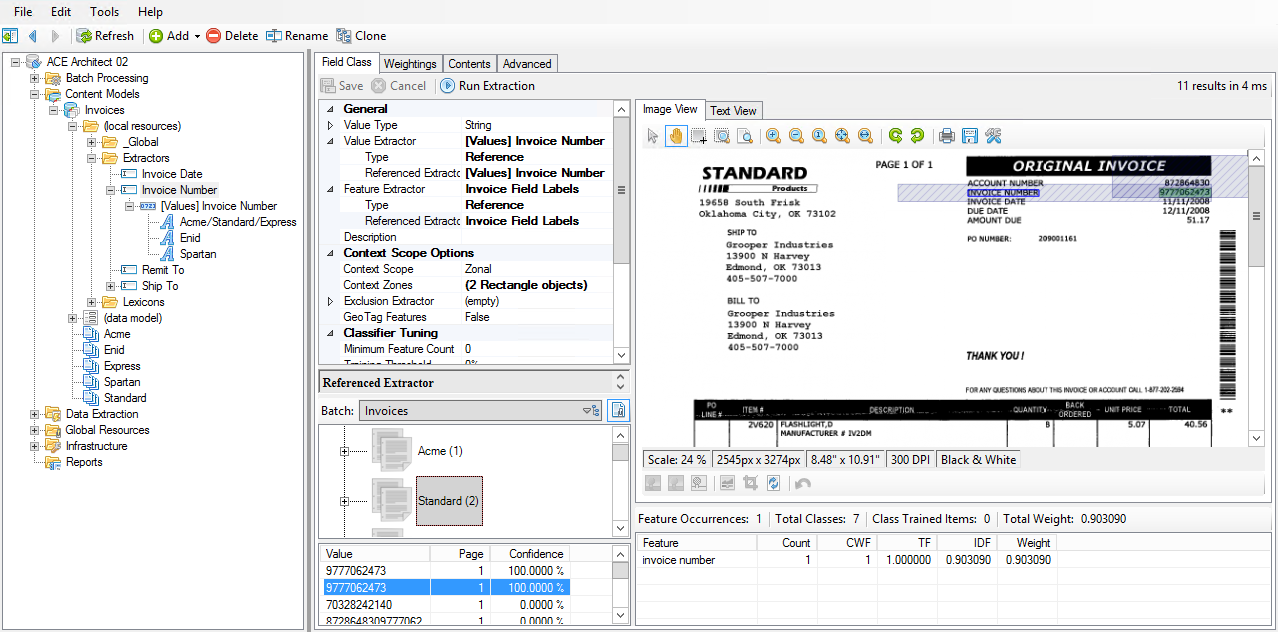 File Edit Tools Help
Refresh Add Delete Rename Clone
ACE Architect 02
Batch Processing
Content Models
Invoices
(local resources)
_Global
Extractors
Invoice Date
Invoice Number
[Values] Invoice Number
Acme/Standard/Express
Enid
Spartan
Remit To
Ship To
Lexicons
(data model)
Acme
Enid
Express
Spartan
Standard
Data Extraction
Global Resources
Infrastructure
Reports
Field Class Weightings Contents Advanced
Save Cancel Run Extraction 11 results in 4 ms
General
Value Type String
Value Extractor [Values] Invoice Number
Type Reference
Referenced Extractor [Values] Invoice Number
Feature Extractor Invoice Field Labels
Type Reference
Referenced Extractor Invoice Field Labels
Description
Context Scope Options
Context Scope Zonal
Context Zones (2 Rectangle objects)
Exclusion Extractor (empty)
GeoTag Features False
Classifier Tuning
Minimum Feature Count 0
Referenced Extractor
Batch: Invoices
Acme (1)
Standard (2)
Value Page Confidence
9777062473 1 100.0000 %
9777062473 1 100.0000 %
70328242140 1 0.0000 %
8728648309777062 1 0.0000 %
Image View Text View
STANDARD
Products
19658 South Frisk
Oklahoma City, OK 73102
PAGE 1 OF 1
ORIGINAL INVOICE
ACCOUNT NUMBER 872864830
INVOICE NUMBER 9777062473
INVOICE DATE 11/11/2008
DUE DATE 12/11/2008
AMOUNT DUE 51.17
SHIP TO
Grooper Industries
13900 N Harvey
Edmond, OK 73013
405-507-7000
PO NUMBER: 209001161
BILL TO
Grooper Industries
13900 N Harvey
Edmond, OK 73013
405-507-7000
THANK YOU !
FOR ANY QUESTIONS ABOUT THIS INVOICE OR ACCOUNT CALL 1-877-202-2594
PO LINE # ITEM # DESCRIPTION QUANTITY BACK ORDERED UNIT PRICE TOTAL **
2V620 FLASHLIGHT,D 8 5.07 40.56
MANUFACTURER # IV2DM
Scale: 24 % 2545px x 3274px 8.48" x 10.91" 300 DPI Black & White
Feature Occurrences: 1 Total Classes: 7 Class Trained Items: 0 Total Weight: 0.903090
Feature Count CWF TF IDF Weight
invoice number 1 1 1.000000 0.903090 0.903090